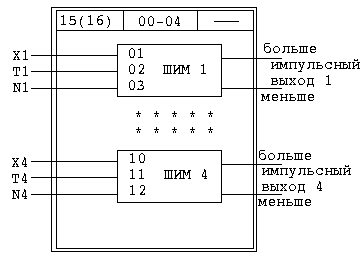 15(16) 00-04 —
X1 01 больше
T1 02 ШИМ 1 импульсный
N1 03 выход 1
меньше
* * * * *
* * * * *
X4 10 больше
T4 11 ШИМ 4 импульсный
N4 12 выход 4
меньше